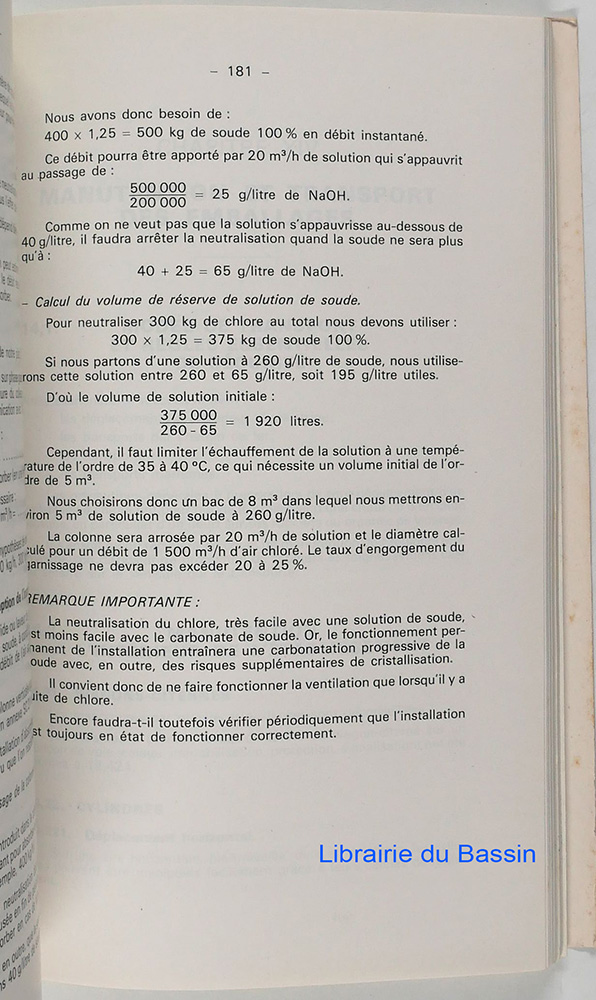 – 181 –
Nous avons donc besoin de :
400 x 1,25 = 500 kg de soude 100 % en débit instantané.
Ce débit pourra être apporté par 20 m³/h de solution qui s'appauvrit
au passage de :
500 000
200 000 = 25 g/litre de NaOH.
Comme on ne veut pas que la solution s'appauvrisse au-dessous de
40 g/litre, il faudra arrêter la neutralisation quand la soude ne sera plus
qu'à :
40 + 25 = 65 g/litre de NaOH.
– Calcul du volume de réserve de solution de soude.
Pour neutraliser 300 kg de chlore au total nous devons utiliser :
300 x 1,25 = 375 kg de soude 100 %.
Si nous partons d'une solution à 260 g/litre de soude, nous utilise-
rons cette solution entre 260 et 65 g/litre, soit 195 g/litre utiles.
D'où le volume de solution initiale :
375 000
260 - 65 = 1 920 litres.
Cependant, il faut limiter l'échauffement de la solution à une tempé-
rature de l'ordre de 35 à 40 ºC, ce qui nécessite un volume initial de l'or-
dre de 5 m³.
Nous choisirons donc un bac de 8 m³ dans lequel nous mettrons en-
viron 5 m³ de solution de soude à 260 g/litre.
La colonne sera arrosée par 20 m³/h de solution et le diamètre cal-
culé pour un débit de 1 500 m³/h d'air chloré. Le taux d'engorgement du
garnissage ne devra pas excéder 20 à 25 %.
REMARQUE IMPORTANTE :
La neutralisation du chlore, très facile avec une solution de soude,
st moins facile avec le carbonate de soude. Or, le fonctionnement per-
manent de l'installation entraînera une carbonatation progressive de la
oude avec, en outre, des risques supplémentaires de cristallisation.
Il convient donc de ne faire fonctionner la ventilation que lorsqu'il y a
uite de chlore.
Encore faudra-t-il toutefois vérifier périodiquement que l'installation
st toujours en état de fonctionner correctement.
Librairie du Bassin